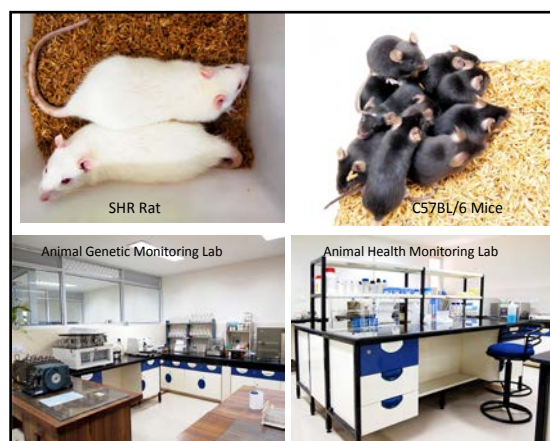 SHR Rat
C57BL/6 Mice
Animal Genetic Monitoring Lab
Animal Health Monitoring Lab